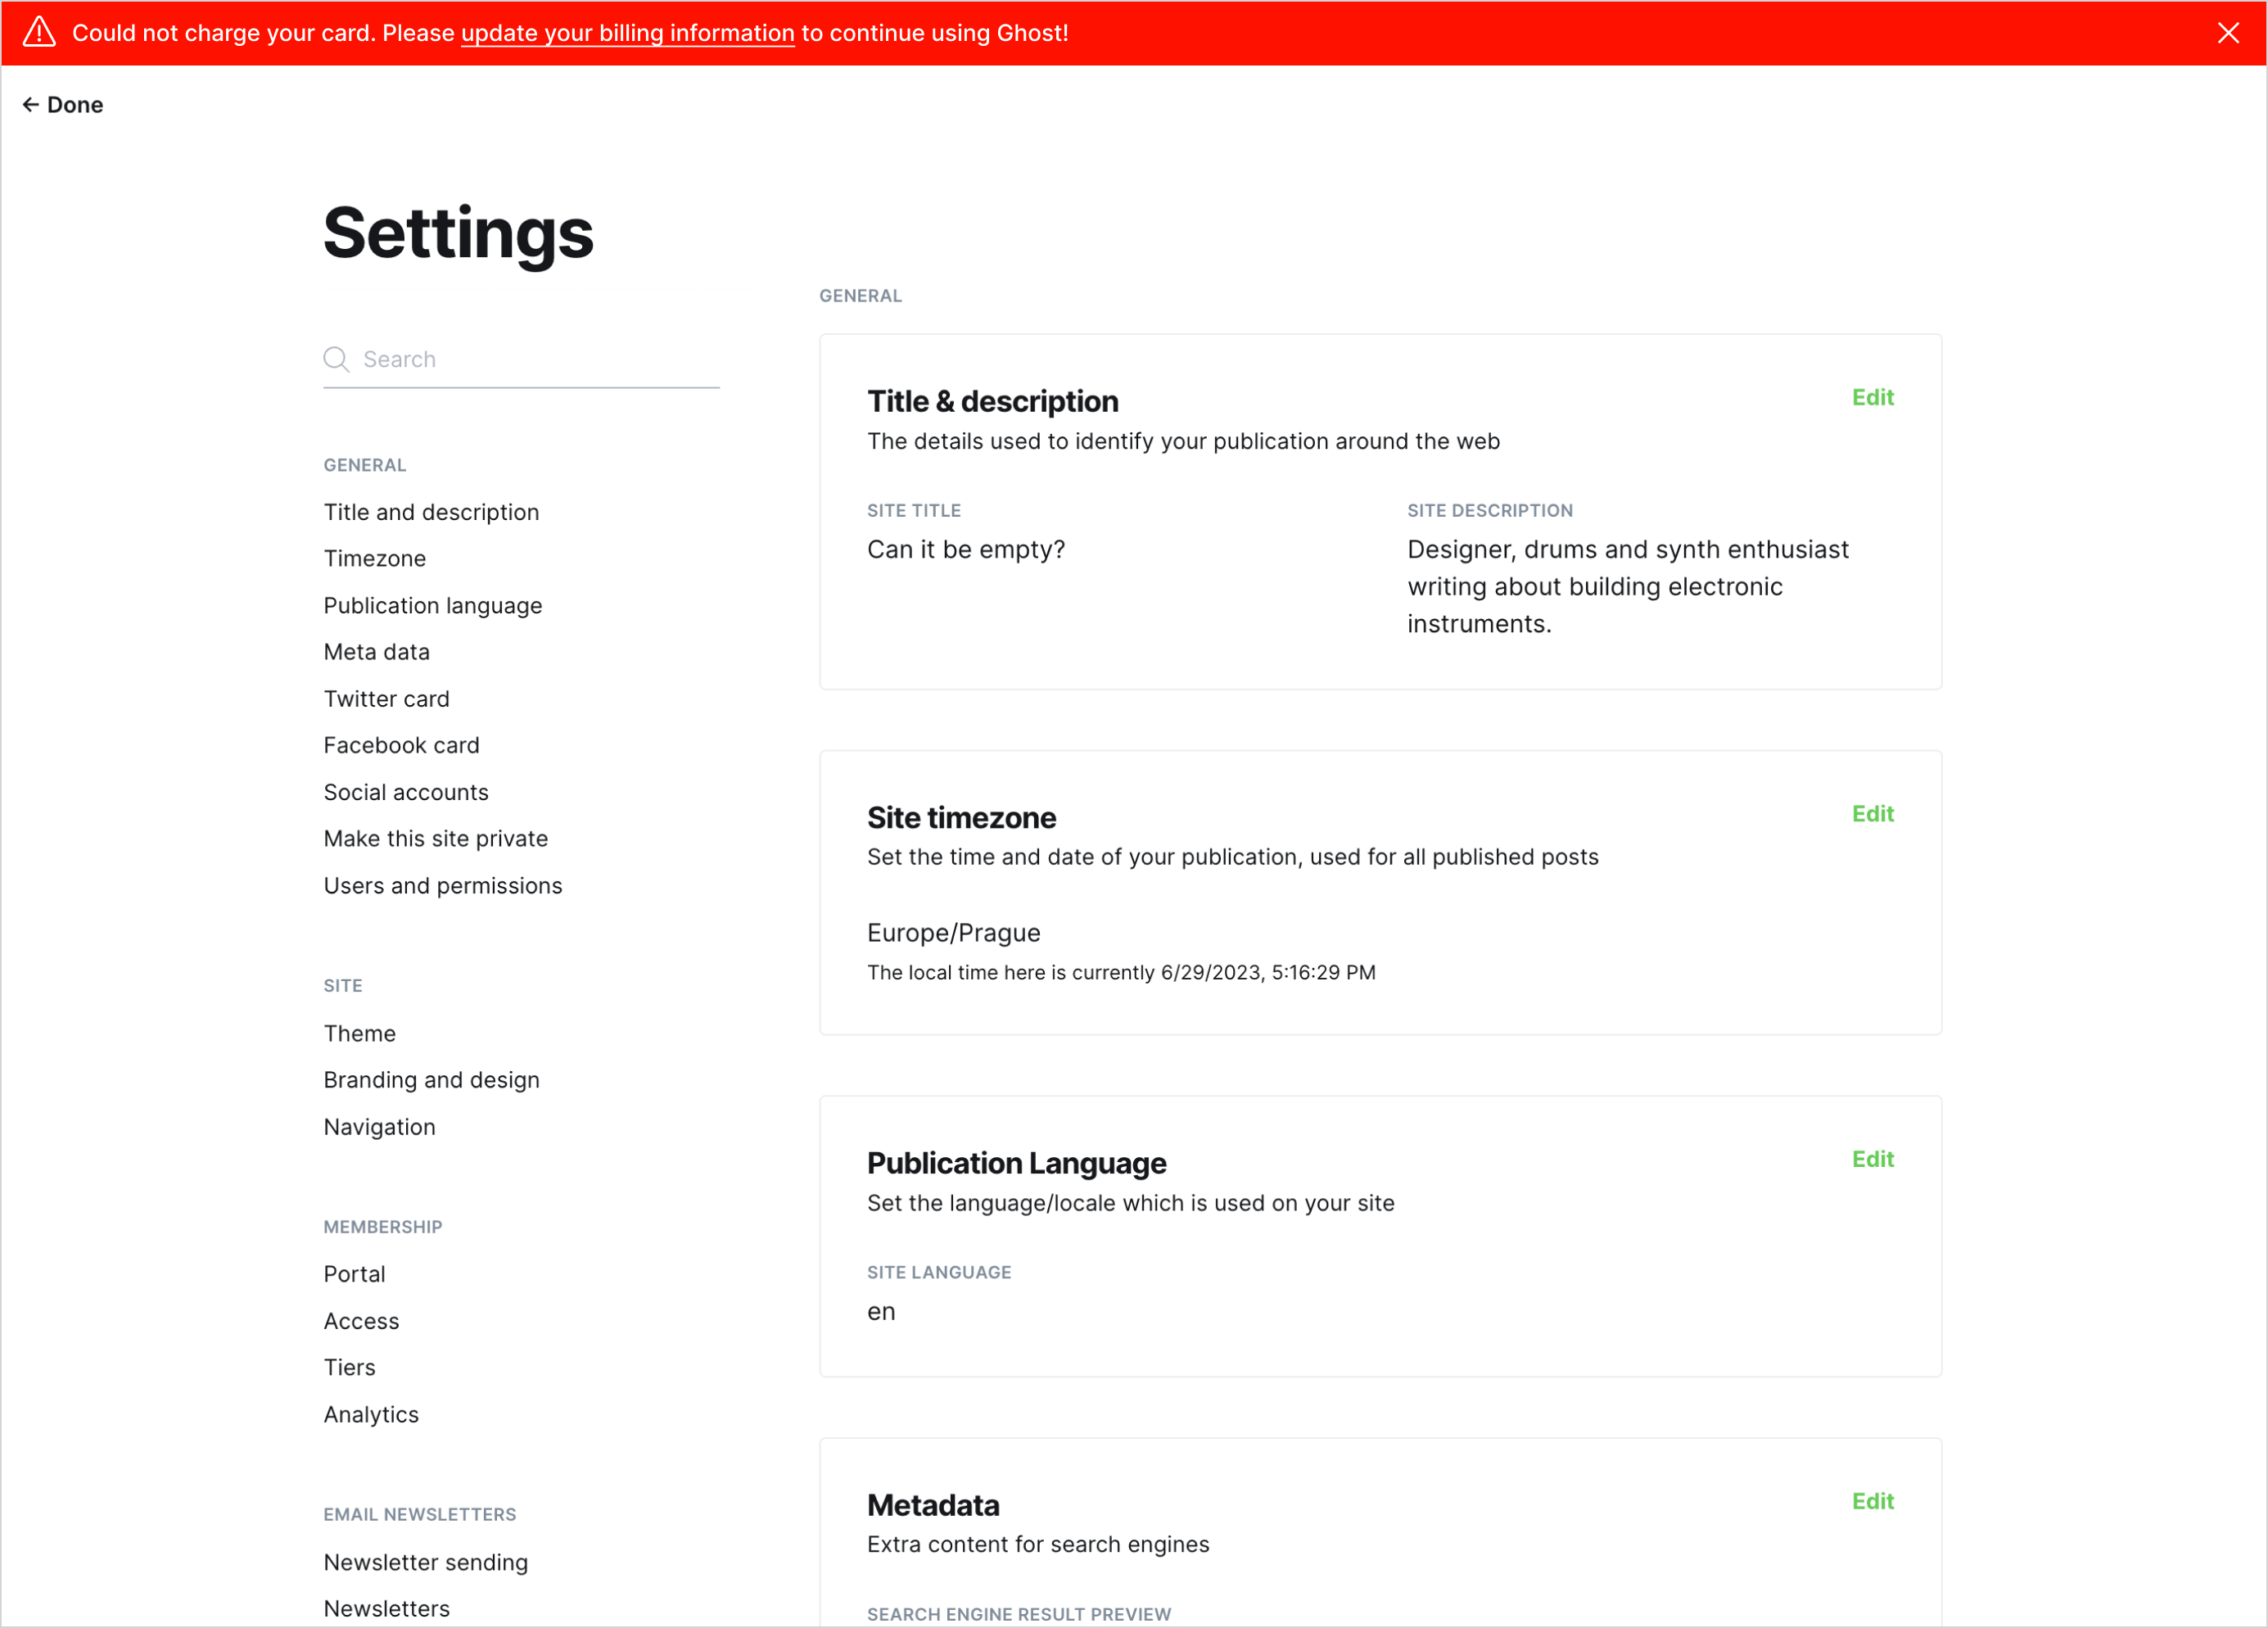 Could not charge your card. Please update your billing information to continue using Ghost!
← Done
Settings
Search
GENERAL
Title and description
Timezone
Publication language
Meta data
Twitter card
Facebook card
Social accounts
Make this site private
Users and permissions
SITE
Theme
Branding and design
Navigation
MEMBERSHIP
Portal
Access
Tiers
Analytics
EMAIL NEWSLETTERS
Newsletter sending
Newsletters
GENERAL
Title & description
Edit
The details used to identify your publication around the web
SITE TITLE
Can it be empty?
SITE DESCRIPTION
Designer, drums and synth enthusiast
writing about building electronic
instruments.
Site timezone
Edit
Set the time and date of your publication, used for all published posts
Europe/Prague
The local time here is currently 6/29/2023, 5:16:29 PM
Publication Language
Edit
Set the language/locale which is used on your site
SITE LANGUAGE
en
Metadata
Edit
Extra content for search engines
SEARCH ENGINE RESULT PREVIEW